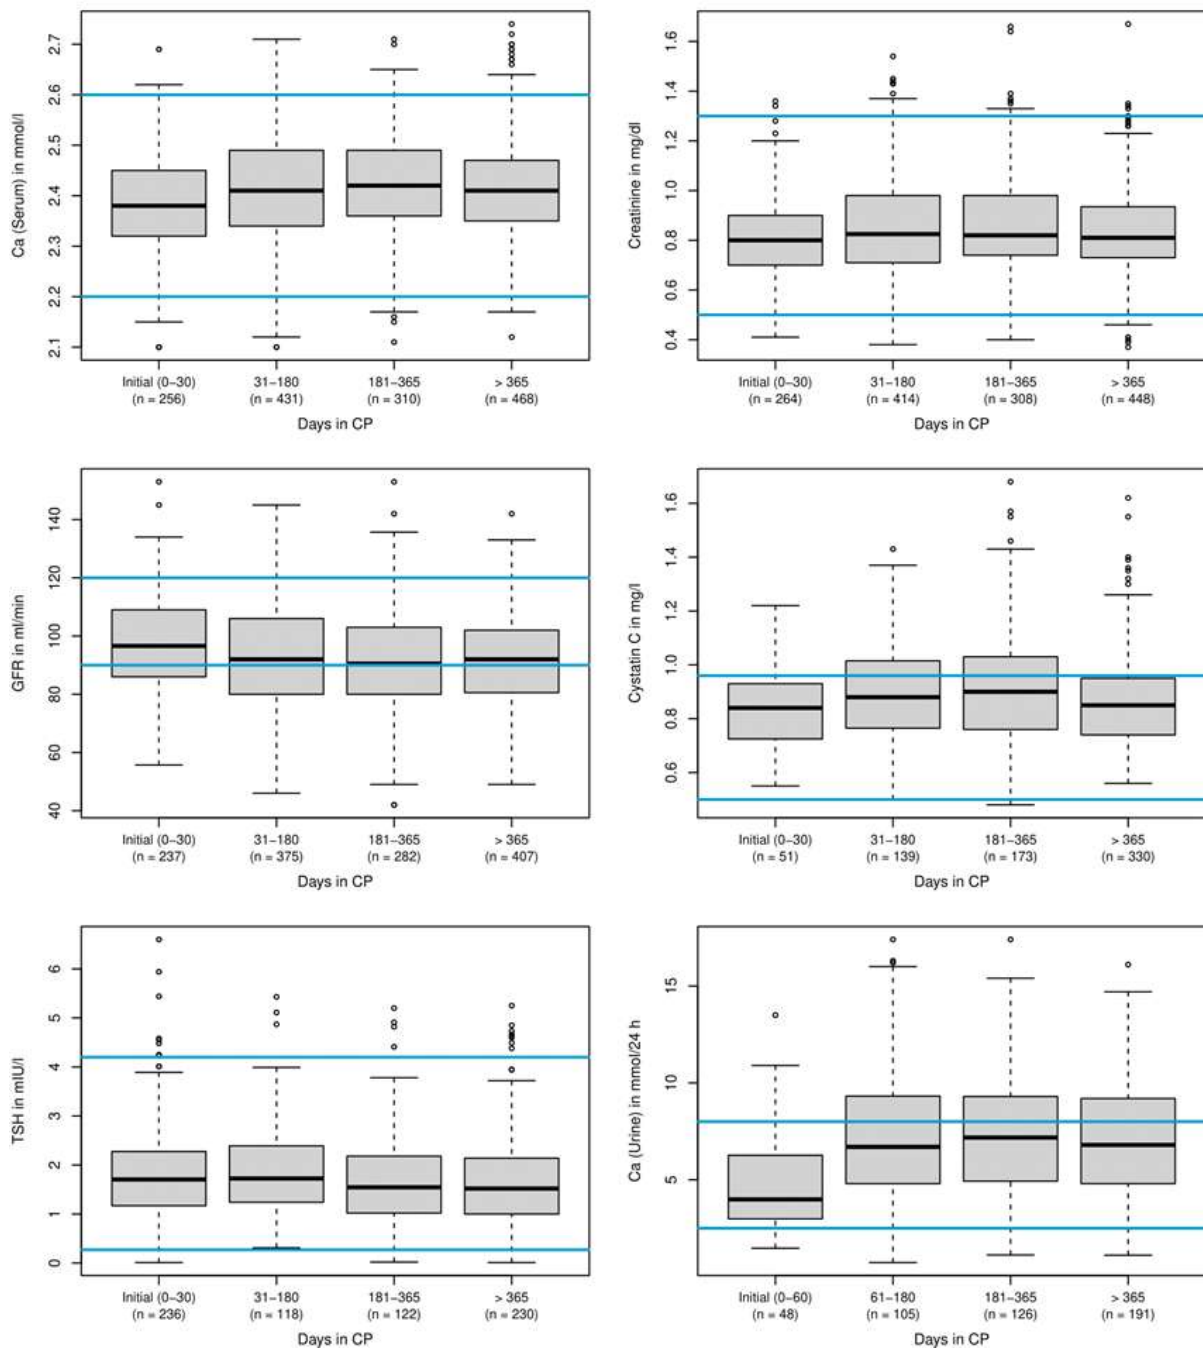 Ca (Serum) in mmol/l
2.7
2.6
2.5
2.4
2.3
2.2
2.1
Initial (0–30) 31–180 181–365 > 365
(n = 256) (n = 431) (n = 310) (n = 468)
Days in CP
Creatinine in mg/dl
1.6
1.4
1.2
1.0
0.8
0.6
0.4
Initial (0–30) 31–180 181–365 > 365
(n = 264) (n = 414) (n = 308) (n = 448)
Days in CP
GFR in ml/min
140
120
100
80
60
40
Initial (0–30) 31–180 181–365 > 365
(n = 237) (n = 375) (n = 282) (n = 407)
Days in CP
Cystatin C in mg/l
1.6
1.4
1.2
1.0
0.8
0.6
Initial (0–30) 31–180 181–365 > 365
(n = 51) (n = 139) (n = 173) (n = 330)
Days in CP
TSH in mIU/l
6
5
4
3
2
1
0
Initial (0–30) 31–180 181–365 > 365
(n = 236) (n = 118) (n = 122) (n = 230)
Days in CP
Ca (Urine) in mmol/24 h
15
10
5
Initial (0–60) 61–180 181–365 > 365
(n = 48) (n = 105) (n = 126) (n = 191)
Days in CP